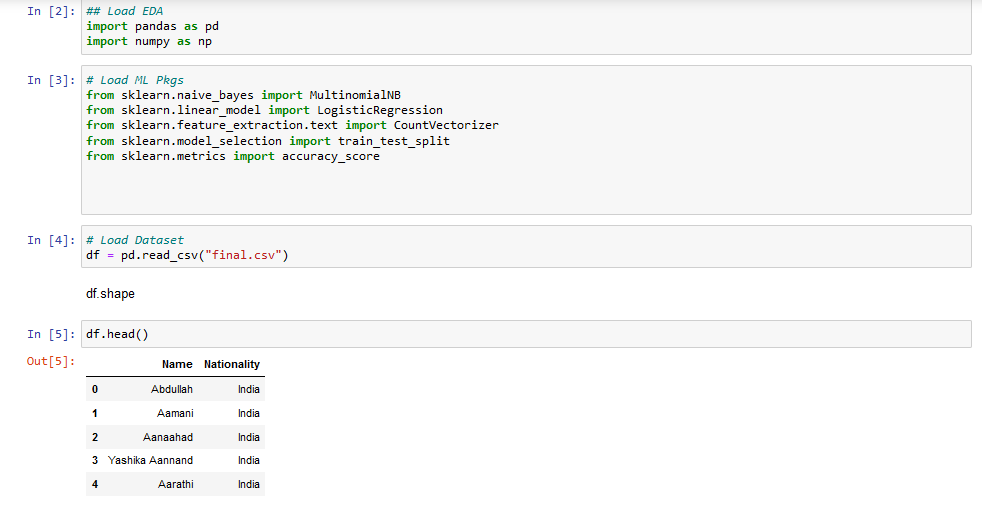 In [2]: ## Load EDA
import pandas as pd
import numpy as np
In [3]: # Load ML Pkgs
from sklearn.naive_bayes import MultinomialNB
from sklearn.linear_model import LogisticRegression
from sklearn.feature_extraction.text import CountVectorizer
from sklearn.model_selection import train_test_split
from sklearn.metrics import accuracy_score
In [4]: # Load Dataset
df = pd.read_csv("final.csv")
df.shape
In [5]: df.head()
Out[5]:
Name Nationality
0 Abdullah India
1 Aamani India
2 Aanaahad India
3 Yashika Aannand India
4 Aarathi India